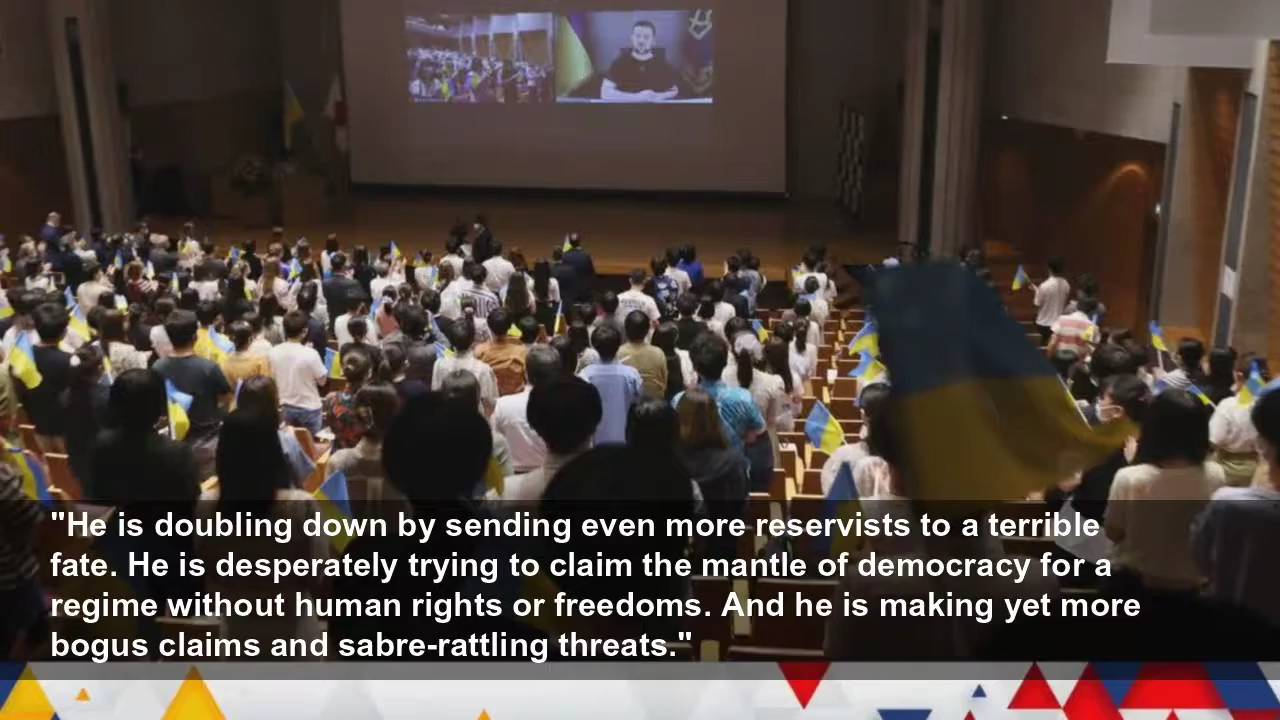 "He is doubling down by sending even more reservists to a terrible
fate. He is desperately trying to claim the mantle of democracy for a
regime without human rights or freedoms. And he is making yet more
bogus claims and sabre-rattling threats."